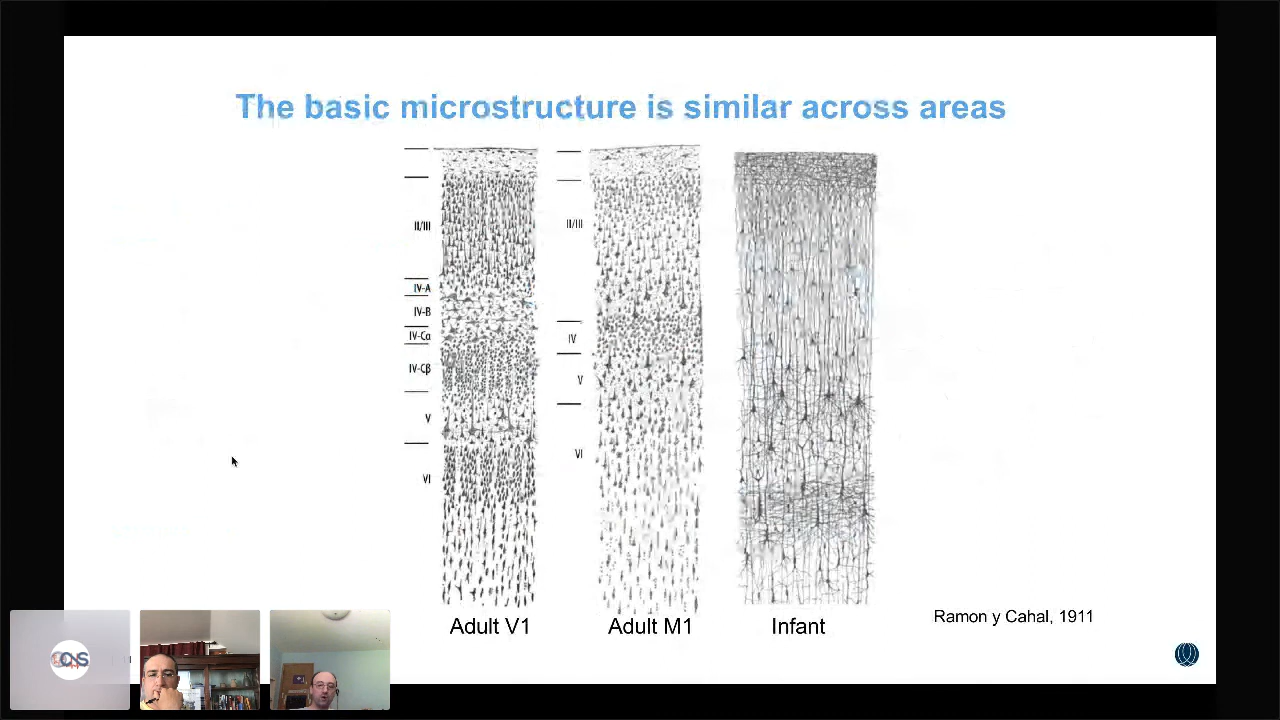 The basic microstructure is similar across areas
II/III
IV-A
IV-B
IV-Cα
IV-Cβ
V
VI
II/III
IV
V
VI
Adult V1
Adult M1
Infant
Ramon y Cahal, 1911